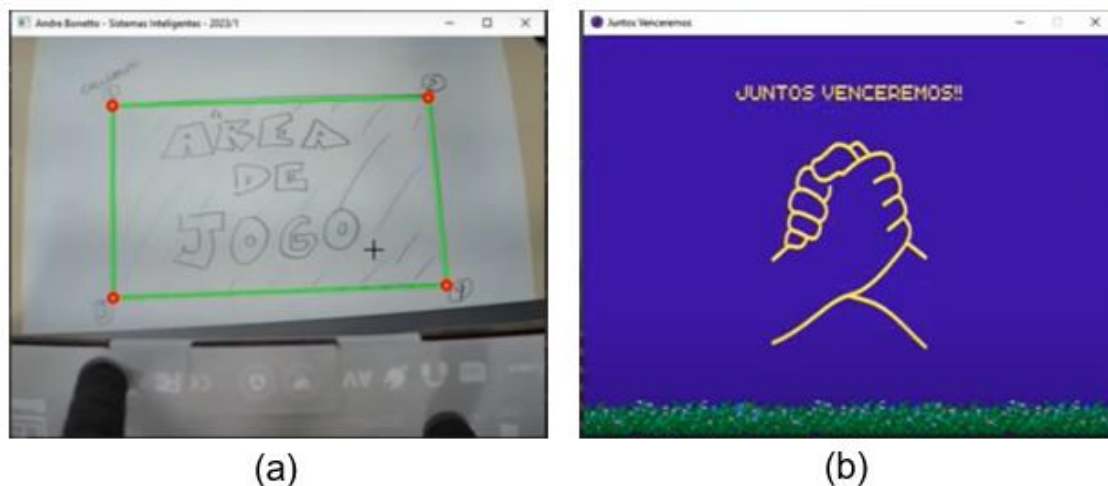 Andre Bonetto - Sistemas Inteligentes - 2023/1
ÁREA
DE
JOGO
Juntos Venceremos
JUNTOS VENCEREMOS!!
(a)
(b)